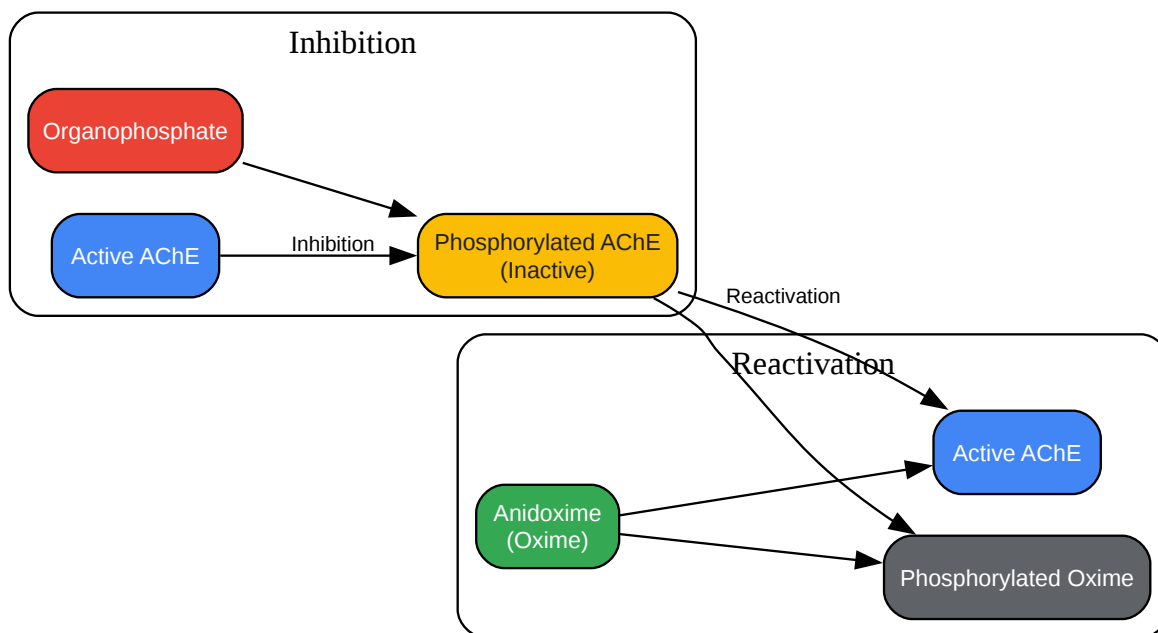 Inhibition
Organophosphate
Active AChE
Inhibition
Phosphorylated AChE
(Inactive)
Reactivation
Reactivation
Active AChE
Anidoxime
(Oxime)
Phosphorylated Oxime